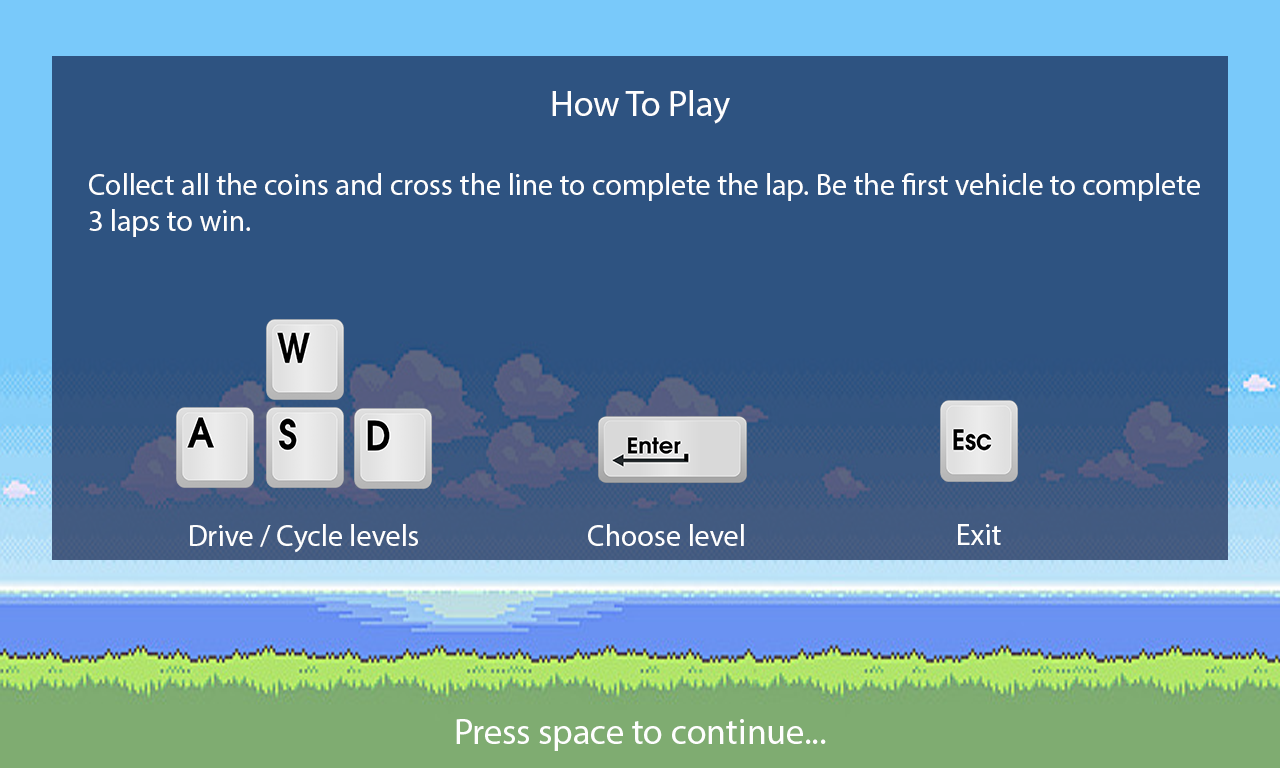 How To Play
Collect all the coins and cross the line to complete the lap. Be the first vehicle to complete
3 laps to win.
W
A S D
Enter
Esc
Drive / Cycle levels
Choose level
Exit
Press space to continue...